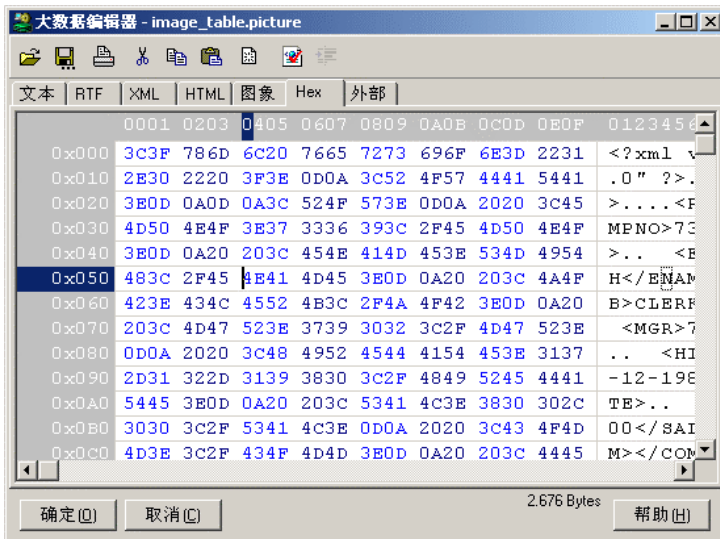 大数据编辑器 - image_table.picture
文本 RTF XML HTML 图象 Hex 外部
0001 0203 0405 0607 0809 0A0B 0C0D 0E0F 0123456
0x000 3C3F 786D 6C20 7665 7273 696F 6E3D 2231 <?xml v
0x010 2E30 2220 3F3E 0D0A 3C52 4F57 4441 5441 .0" ?>.
0x020 3E0D 0A0D 0A3C 524F 573E 0D0A 2020 3C45 >....<R
0x030 4D50 4E4F 3E37 3336 393C 2F45 4D50 4E4F MPNO>73
0x040 3E0D 0A20 203C 454E 414D 453E 534D 4954 >.. <E
0x050 483C 2F45 4E41 4D45 3E0D 0A20 203C 4A4F H</ENAM
0x060 423E 434C 4552 4B3C 2F4A 4F42 3E0D 0A20 B>CLERK
0x070 203C 4D47 523E 3739 3032 3C2F 4D47 523E <MGR>7
0x080 0D0A 2020 3C48 4952 4544 4154 453E 3137 .. <HI
0x090 2D31 322D 3139 3830 3C2F 4849 5245 4441 -12-198
0x0A0 5445 3E0D 0A20 203C 5341 4C3E 3830 302C TE>..
0x0B0 3030 3C2F 5341 4C3E 0D0A 2020 3C43 4F4D 00</SAL
0x0C0 4D3E 3C2F 434F 4D4D 3E0D 0A20 203C 4445 M></COM
2.676 Bytes
确定(O) 取消(C) 帮助(H)